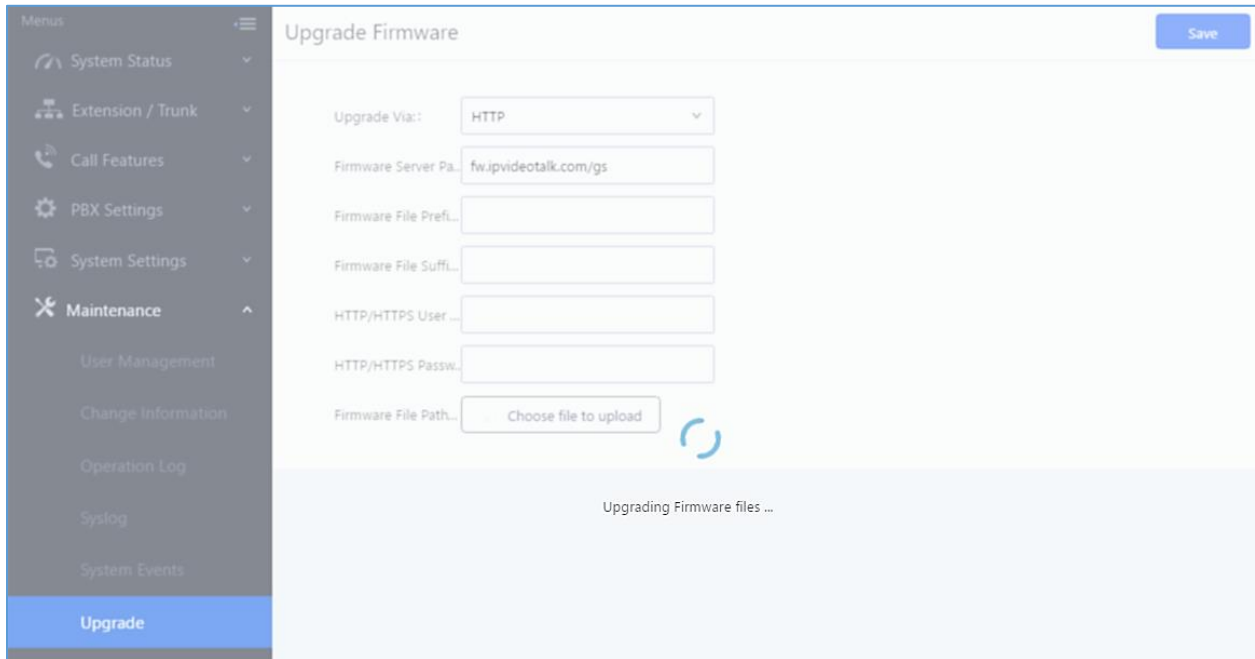 Menus
System Status
Extension / Trunk
Call Features
PBX Settings
System Settings
Maintenance
User Management
Change Information
Operation Log
Syslog
System Events
Upgrade
Upgrade Firmware
Save
Upgrade Via::
HTTP
Firmware Server Pa...
fw.ipvideotalk.com/gs
Firmware File Prefi...
Firmware File Suffi...
HTTP/HTTPS User ...
HTTP/HTTPS Passw...
Firmware File Path...
Choose file to upload
Upgrading Firmware files ...